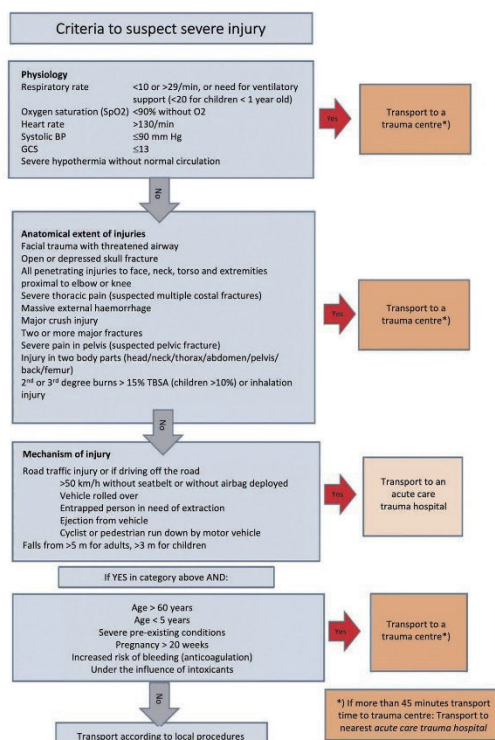 Criteria to suspect severe injury
Physiology
Respiratory rate <10 or >29/min, or need for ventilatory
support (<20 for children < 1 year old)
Oxygen saturation (SpO2) <90% without O2
Heart rate >130/min
Systolic BP ≤90 mm Hg
GCS ≤13
Severe hypothermia without normal circulation
Yes
Transport to a
trauma centre*)
No
Anatomical extent of injuries
Facial trauma with threatened airway
Open or depressed skull fracture
All penetrating injuries to face, neck, torso and extremities
proximal to elbow or knee
Severe thoracic pain (suspected multiple costal fractures)
Massive external haemorrhage
Major crush injury
Two or more major fractures
Severe pain in pelvis (suspected pelvic fracture)
Injury in two body parts (head/neck/thorax/abdomen/pelvis/
back/femur)
2nd or 3rd degree burns > 15% TBSA (children >10%) or inhalation
injury
Yes
Transport to a
trauma centre*)
No
Mechanism of injury
Road traffic injury or if driving off the road
>50 km/h without seatbelt or without airbag deployed
Vehicle rolled over
Entrapped person in need of extraction
Ejection from vehicle
Cyclist or pedestrian run down by motor vehicle
Falls from >5 m for adults, >3 m for children
Yes
Transport to an
acute care
trauma hospital
If YES in category above AND:
Age > 60 years
Age < 5 years
Severe pre-existing conditions
Pregnancy > 20 weeks
Increased risk of bleeding (anticoagulation)
Under the influence of intoxicants
Yes
Transport to a
trauma centre*)
No
Transport according to local procedures
*) If more than 45 minutes transport
time to trauma centre: Transport to
nearest acute care trauma hospital